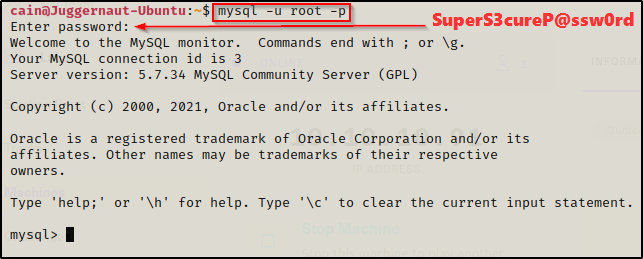 cain@Juggernaut-Ubuntu:~$ mysql -u root -p
Enter password: SuperS3cureP@ssw0rd
Welcome to the MySQL monitor.  Commands end with ; or \g.
Your MySQL connection id is 3
Server version: 5.7.34 MySQL Community Server (GPL)
Copyright (c) 2000, 2021, Oracle and/or its affiliates.
Oracle is a registered trademark of Oracle Corporation and/or its
affiliates. Other names may be trademarks of their respective
owners.
Type 'help;' or '\h' for help. Type '\c' to clear the current input statement.
mysql>